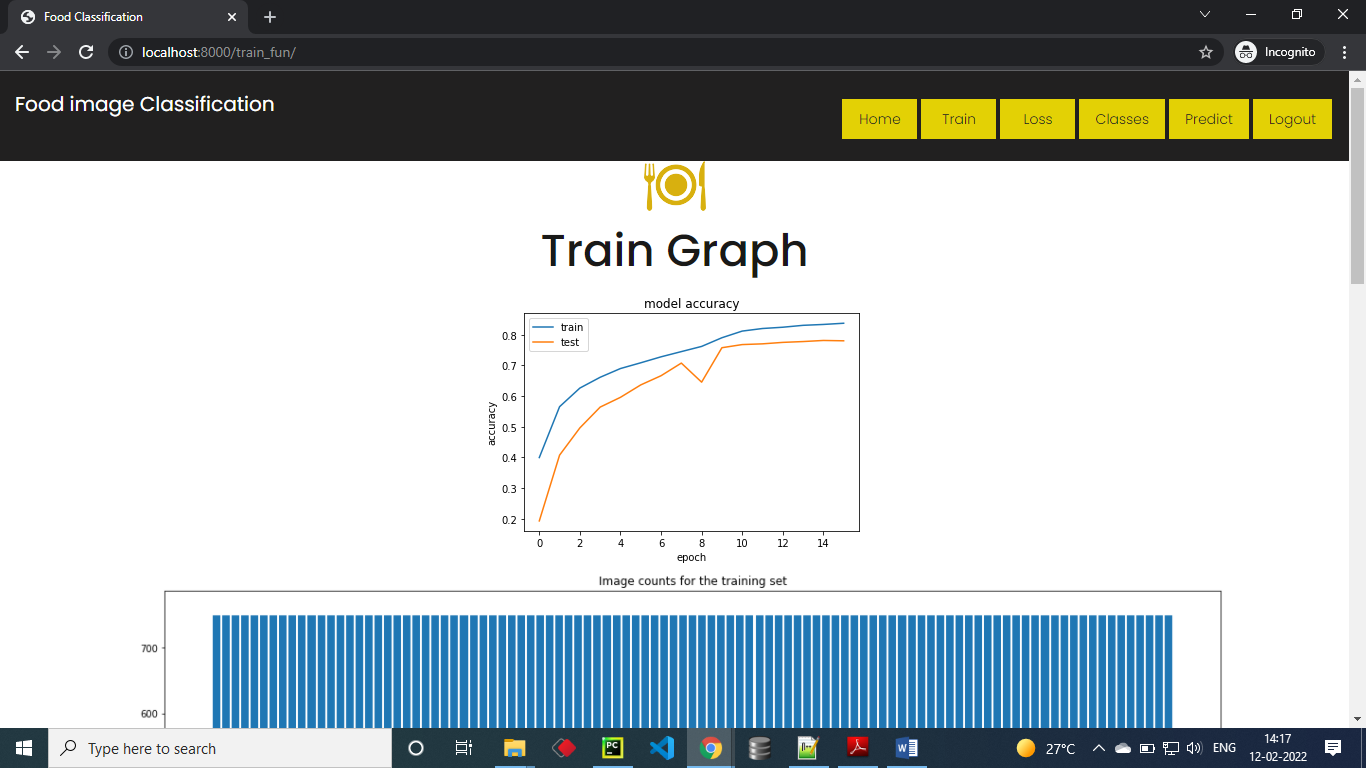 Food Classification
localhost:8000/train_fun/
Incognito
Food image Classification
Home Train Loss Classes Predict Logout
Train Graph
model accuracy
train
test
0.8
0.7
0.6
0.5
0.4
0.3
0.2
accuracy
0 2 4 6 8 10 12 14
epoch
Image counts for the training set
700
600
Type here to search
PC
W
27°C
ENG
14:17
12-02-2022